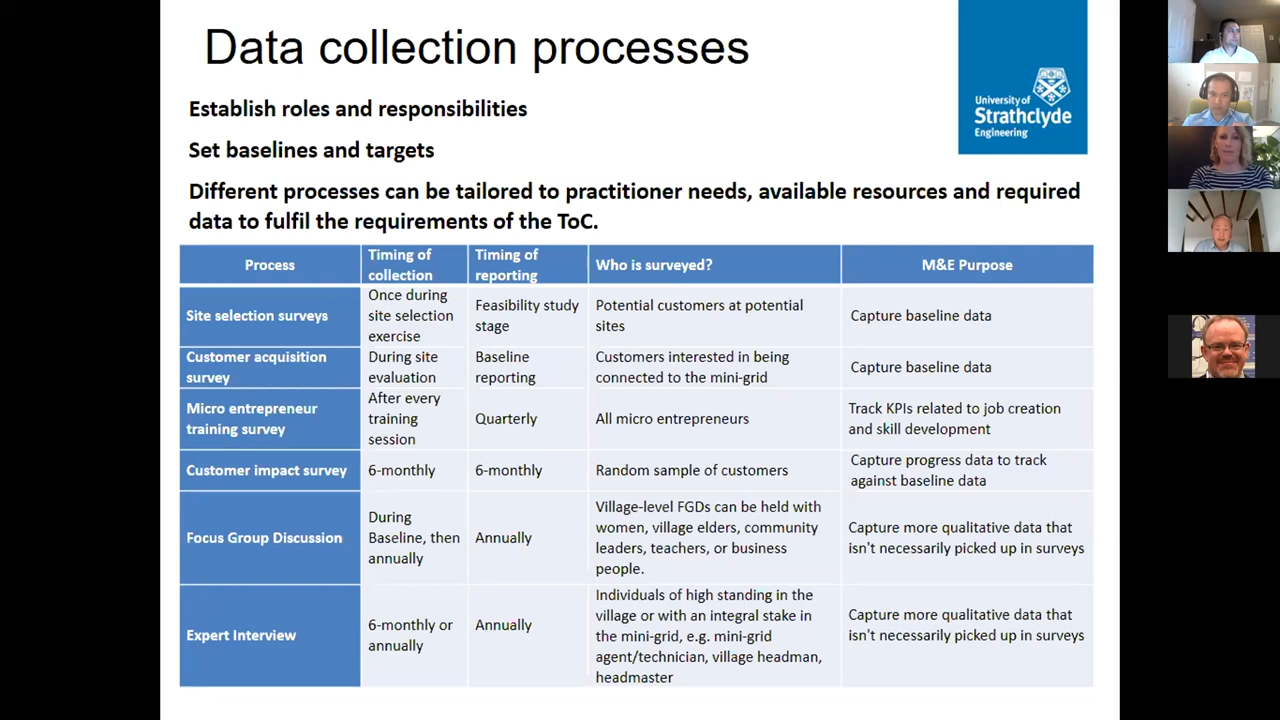 Data collection processes
University of
Strathclyde
Engineering
Establish roles and responsibilities
Set baselines and targets
Different processes can be tailored to practitioner needs, available resources and required
data to fulfil the requirements of the ToC.
Process
Timing of
collection
Timing of
reporting
Who is surveyed?
M&E Purpose
Site selection surveys
Once during
site selection
exercise
Feasibility study
stage
Potential customers at potential
sites
Capture baseline data
Customer acquisition
survey
During site
evaluation
Baseline
reporting
Customers interested in being
connected to the mini-grid
Capture baseline data
Micro entrepreneur
training survey
After every
training
session
Quarterly
All micro entrepreneurs
Track KPIs related to job creation
and skill development
Customer impact survey
6-monthly
6-monthly
Random sample of customers
Capture progress data to track
against baseline data
Focus Group Discussion
During
Baseline, then
annually
Annually
Village-level FGDs can be held with
women, village elders, community
leaders, teachers, or business
people.
Capture more qualitative data that
isn't necessarily picked up in surveys
Expert Interview
6-monthly or
annually
Annually
Individuals of high standing in the
village or with an integral stake in
the mini-grid, e.g. mini-grid
agent/technician, village headman,
headmaster
Capture more qualitative data that
isn't necessarily picked up in surveys